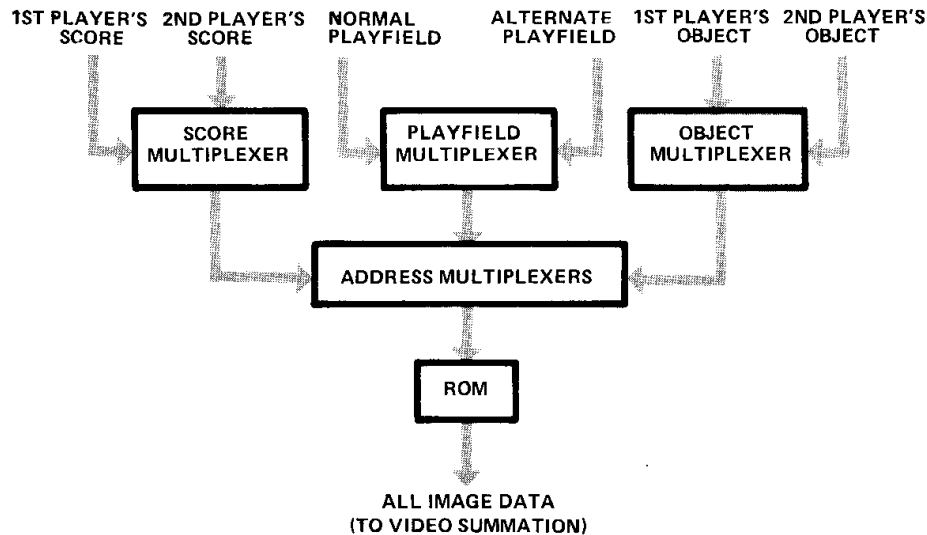 1ST PLAYER'S
SCORE
2ND PLAYER'S
SCORE
NORMAL
PLAYFIELD
ALTERNATE
PLAYFIELD
1ST PLAYER'S
OBJECT
2ND PLAYER'S
OBJECT
SCORE
MULTIPLEXER
PLAYFIELD
MULTIPLEXER
OBJECT
MULTIPLEXER
ADDRESS MULTIPLEXERS
ROM
ALL IMAGE DATA
(TO VIDEO SUMMATION)